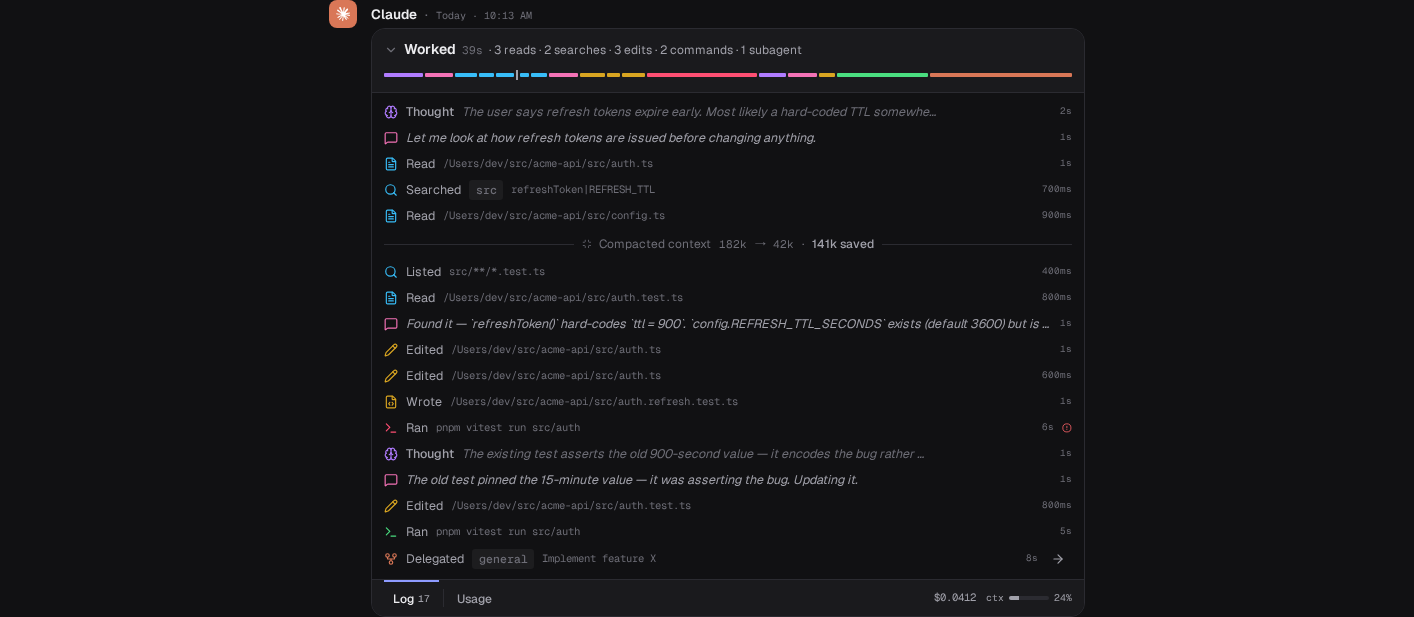 Claude · Today · 10:13 AM
Worked 39s · 3 reads · 2 searches · 3 edits · 2 commands · 1 subagent
Thought The user says refresh tokens expire early. Most likely a hard-coded TTL somewhe… 2s
Let me look at how refresh tokens are issued before changing anything. 1s
Read /Users/dev/src/acme-api/src/auth.ts 1s
Searched src refreshToken|REFRESH_TTL 700ms
Read /Users/dev/src/acme-api/src/config.ts 900ms
Compacted context 182k → 42k · 141k saved
Listed src/**/*.test.ts 400ms
Read /Users/dev/src/acme-api/src/auth.test.ts 800ms
Found it — `refreshToken()` hard-codes `ttl = 900`. `config.REFRESH_TTL_SECONDS` exists (default 3600) but is … 1s
Edited /Users/dev/src/acme-api/src/auth.ts 1s
Edited /Users/dev/src/acme-api/src/auth.ts 600ms
Wrote /Users/dev/src/acme-api/src/auth.refresh.test.ts 1s
Ran pnpm vitest run src/auth 6s
Thought The existing test asserts the old 900-second value — it encodes the bug rather … 1s
The old test pinned the 15-minute value — it was asserting the bug. Updating it. 1s
Edited /Users/dev/src/acme-api/src/auth.test.ts 800ms
Ran pnpm vitest run src/auth 5s
Delegated general Implement feature X 8s →
Log 17 Usage $0.0412 ctx 24%